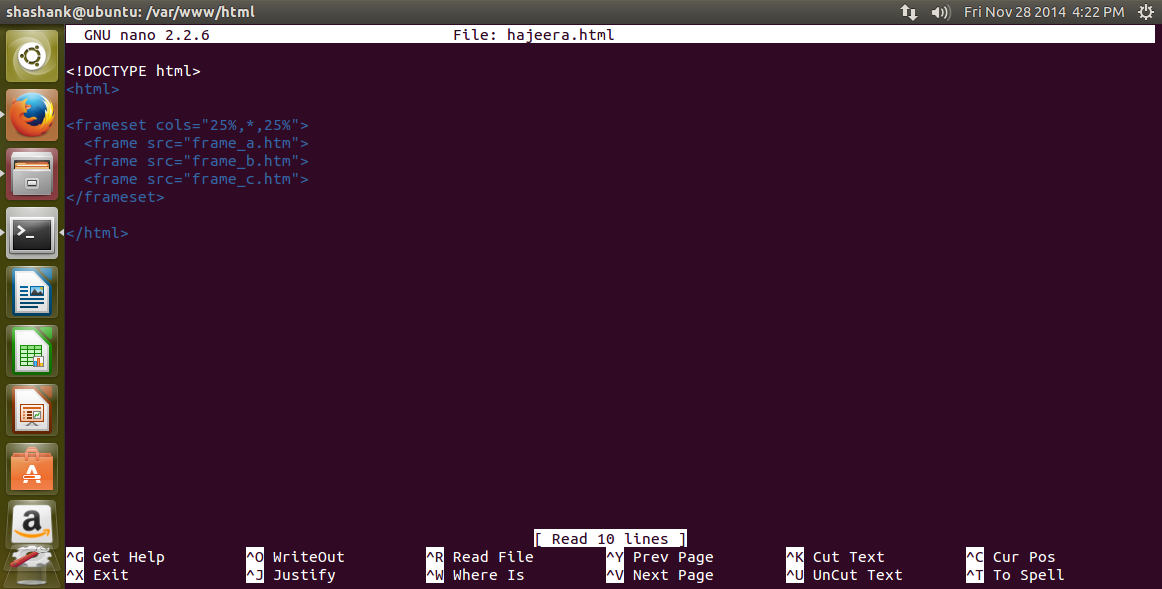 shashank@ubuntu: /var/www/html Fri Nov 28 2014 4:22 PM
GNU nano 2.2.6 File: hajeera.html
<!DOCTYPE html>
<html>
<frameset cols="25%,*,25%">
  <frame src="frame_a.htm">
  <frame src="frame_b.htm">
  <frame src="frame_c.htm">
</frameset>
</html>
[ Read 10 lines ]
^G Get Help ^O WriteOut ^R Read File ^Y Prev Page ^K Cut Text ^C Cur Pos
^X Exit ^J Justify ^W Where Is ^V Next Page ^U UnCut Text ^T To Spell